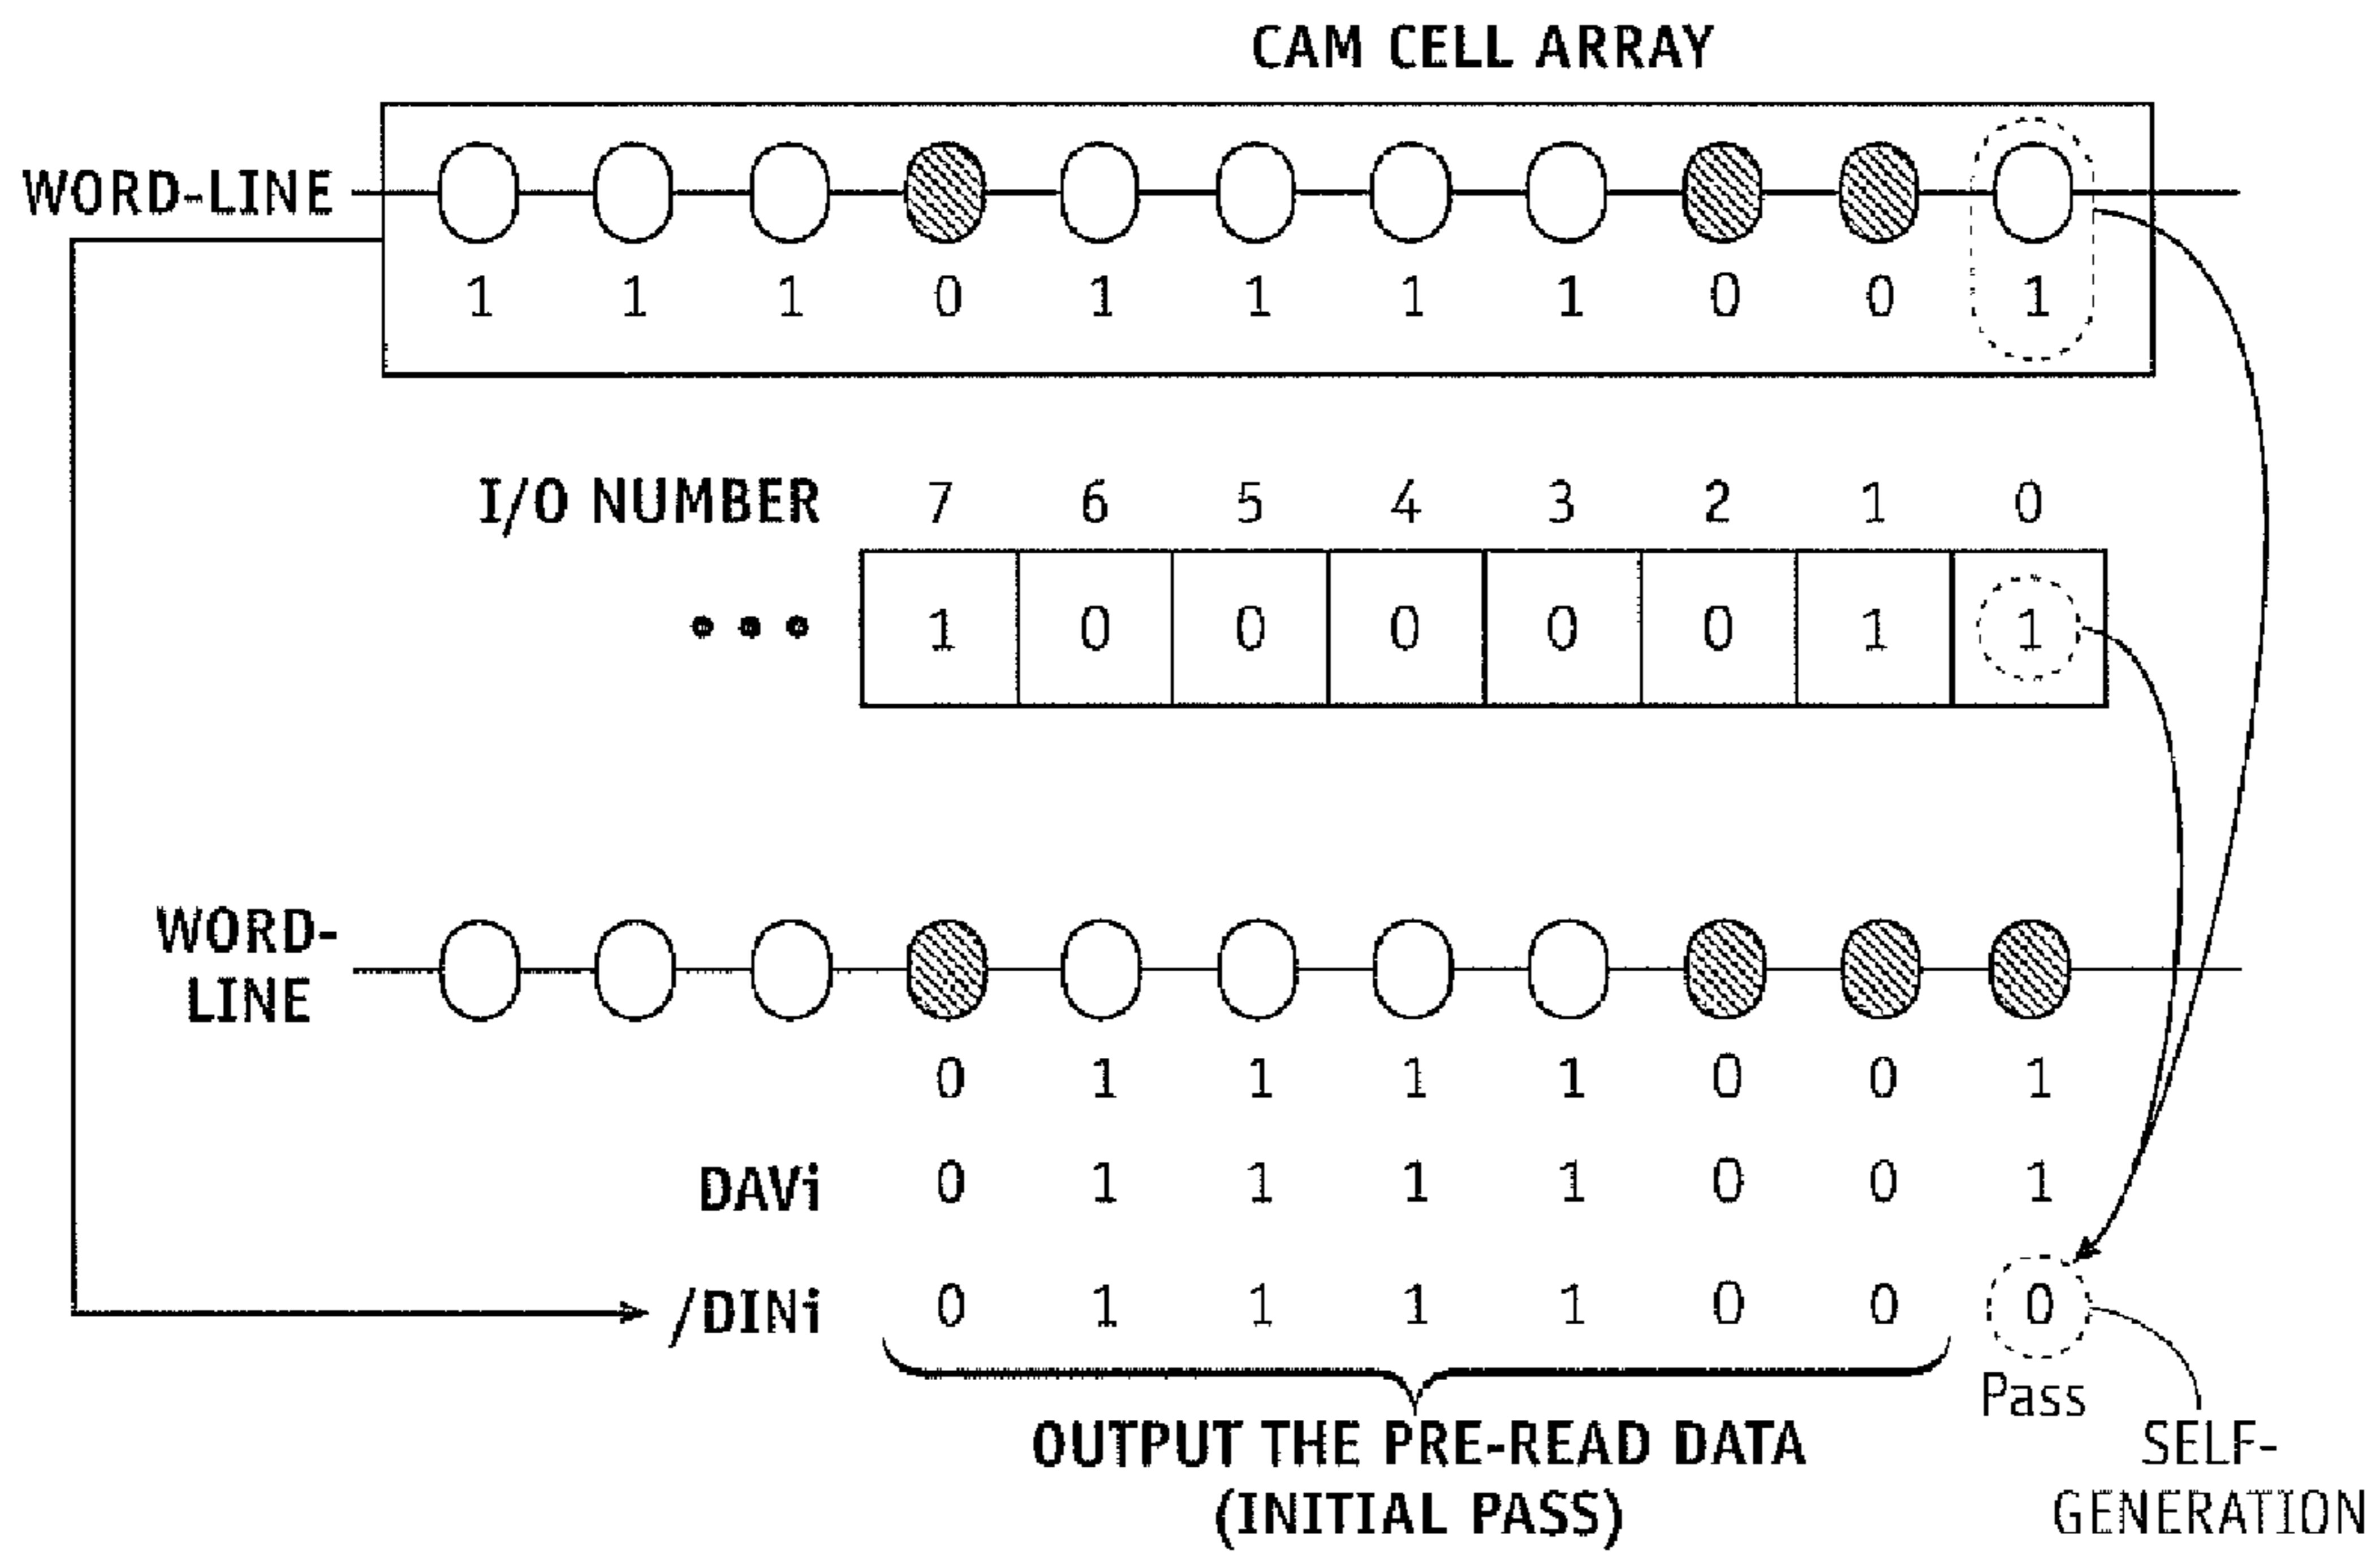 CAM CELL ARRAY
WORD-LINE
1 1 1 0 1 1 1 1 0 0 1
I/O NUMBER 7 6 5 4 3 2 1 0
••• 1 0 0 0 0 0 1 1
WORD-
LINE
0 1 1 1 1 0 0 1
DAVi 0 1 1 1 1 0 0 1
/DINi 0 1 1 1 1 0 0 0
Pass
OUTPUT THE PRE-READ DATA
(INITIAL PASS)
SELF-
GENERATION